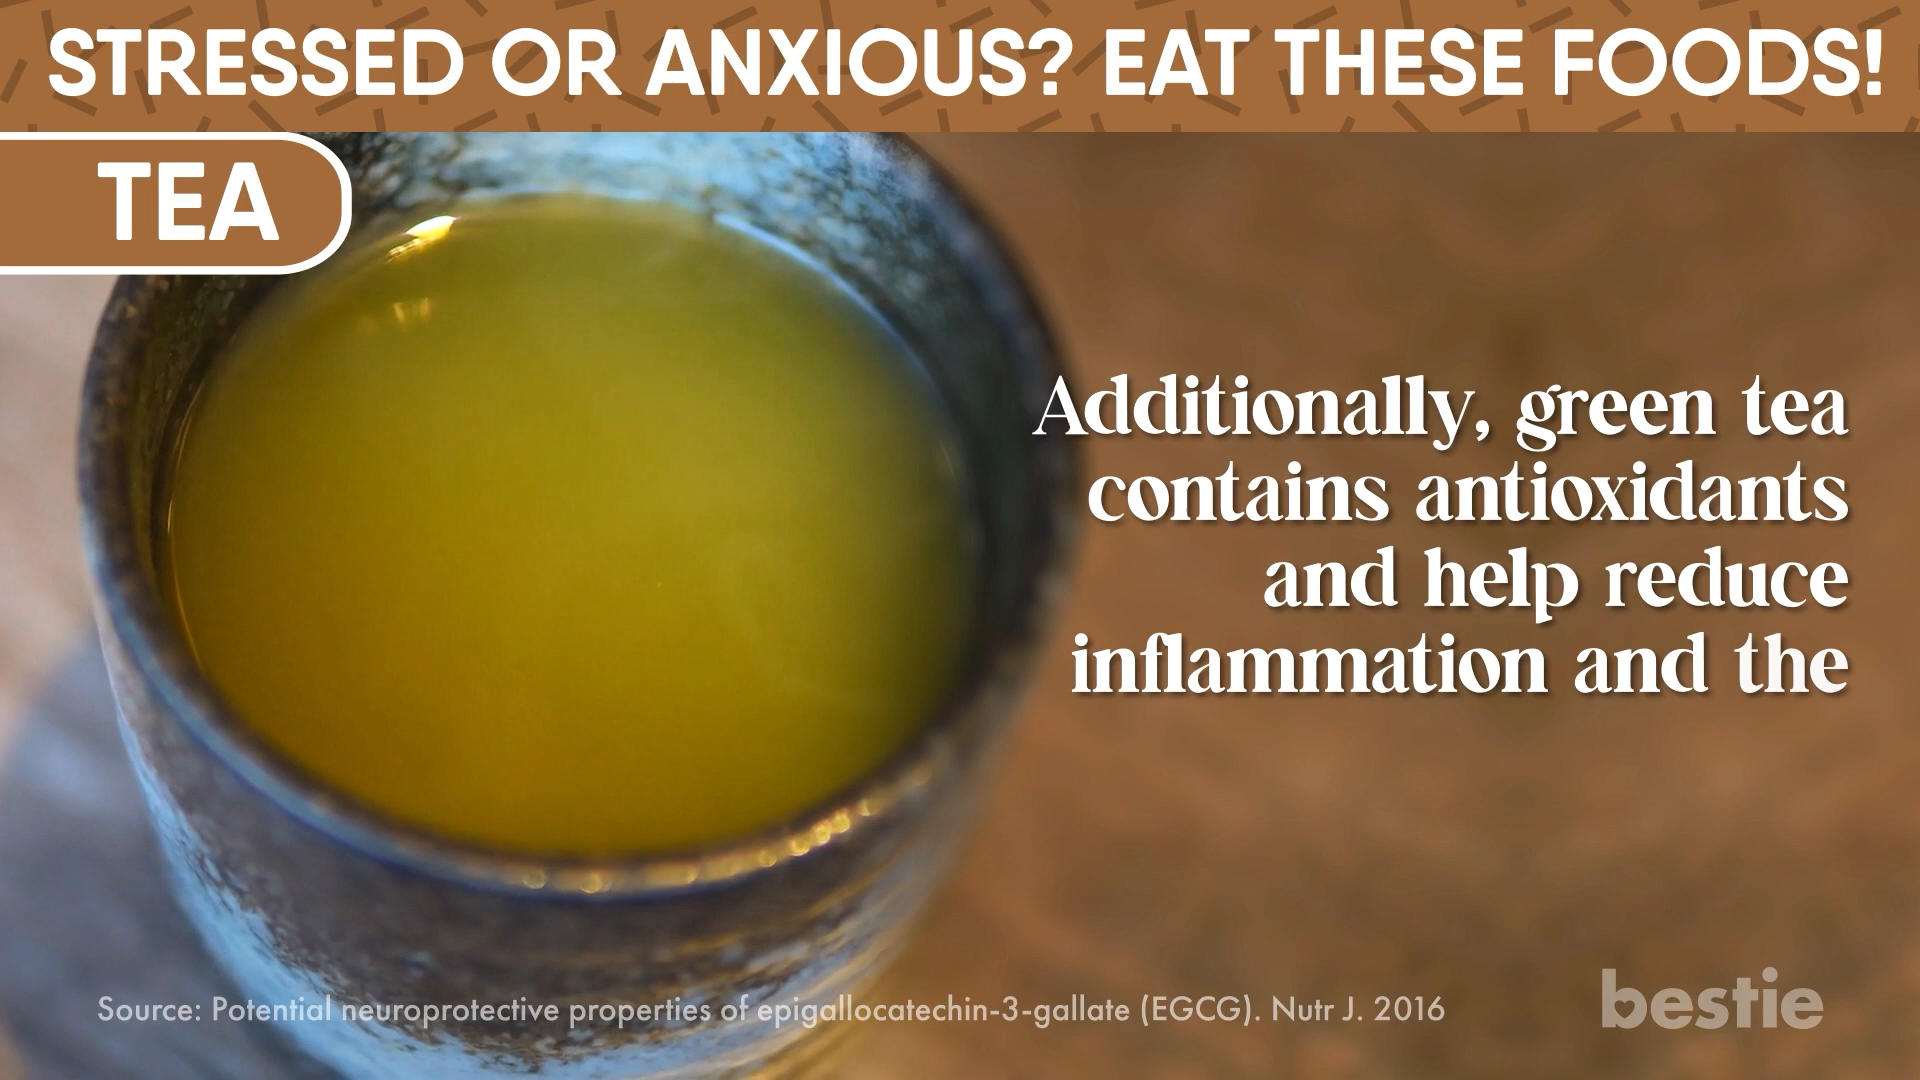 STRESSED OR ANXIOUS? EAT THESE FOODS!
TEA
Additionally, green tea
contains antioxidants
and help reduce
inflammation and the
Source: Potential neuroprotective properties of epigallocatechin-3-gallate (EGCG). Nutr J. 2016
bestie